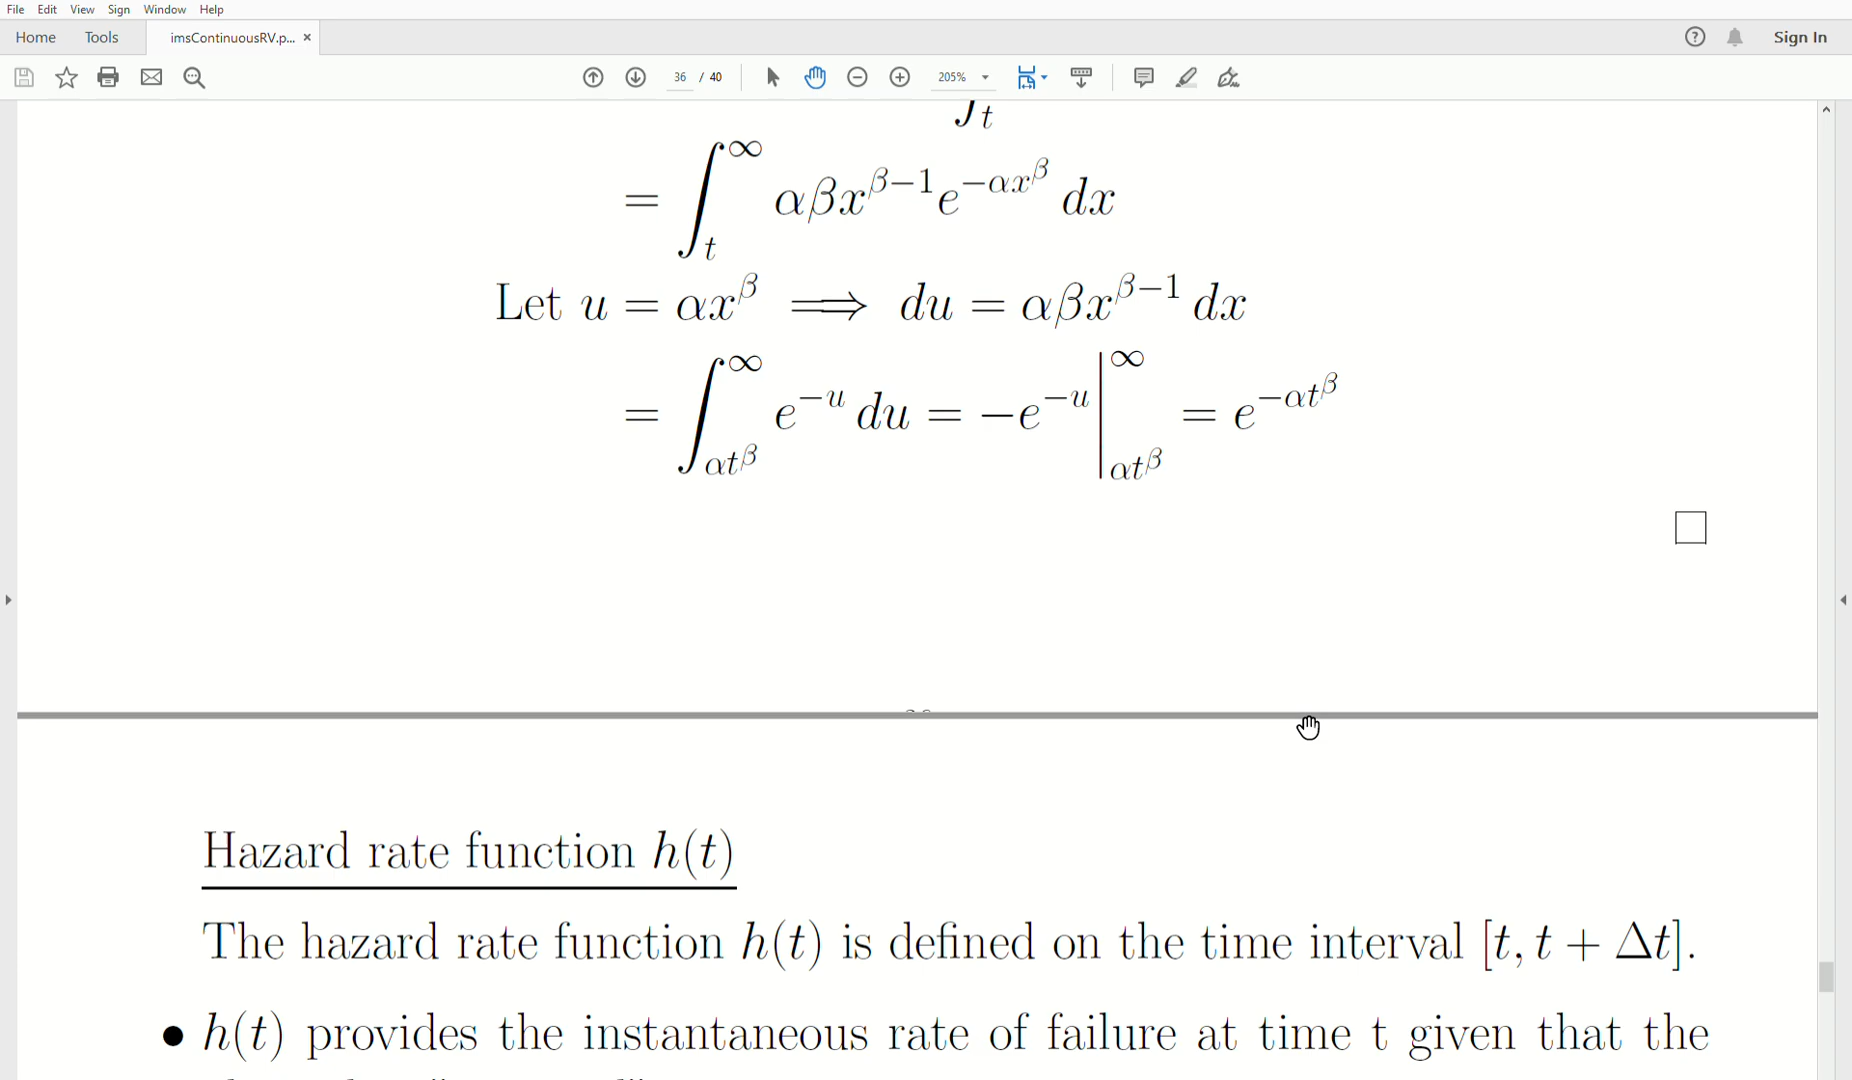 File Edit View Sign Window Help
Home Tools imsContinuousRV.p... × Sign In
36 / 40 205%
∫_t
= ∫_t^∞ αβx^{β−1}e^{−αx^β} dx
Let u = αx^β ⟹ du = αβx^{β−1} dx
= ∫_{αt^β}^∞ e^{−u} du = −e^{−u} |_{αt^β}^∞ = e^{−αt^β}
□
Hazard rate function h(t)
The hazard rate function h(t) is defined on the time interval [t, t + Δt].
• h(t) provides the instantaneous rate of failure at time t given that the